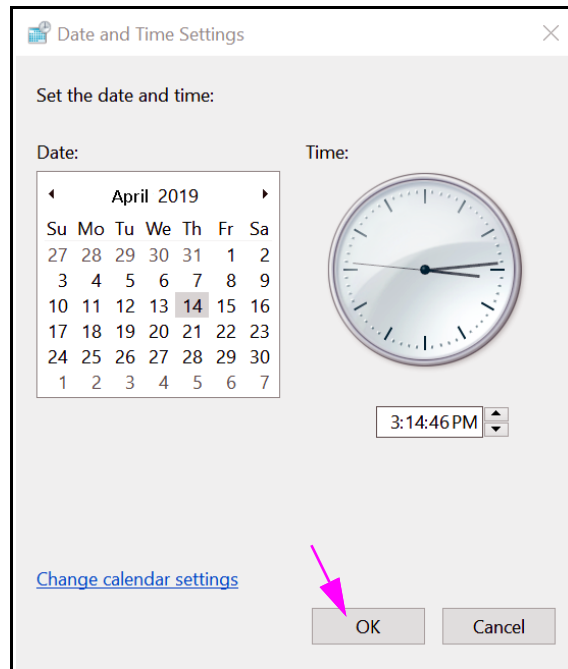 Date and Time Settings
Set the date and time:
Date:
Time:
April 2019
Su Mo Tu We Th Fr Sa
27 28 29 30 31 1 2
3 4 5 6 7 8 9
10 11 12 13 14 15 16
17 18 19 20 21 22 23
24 25 26 27 28 29 30
1 2 3 4 5 6 7
3:14:46 PM
Change calendar settings
OK
Cancel